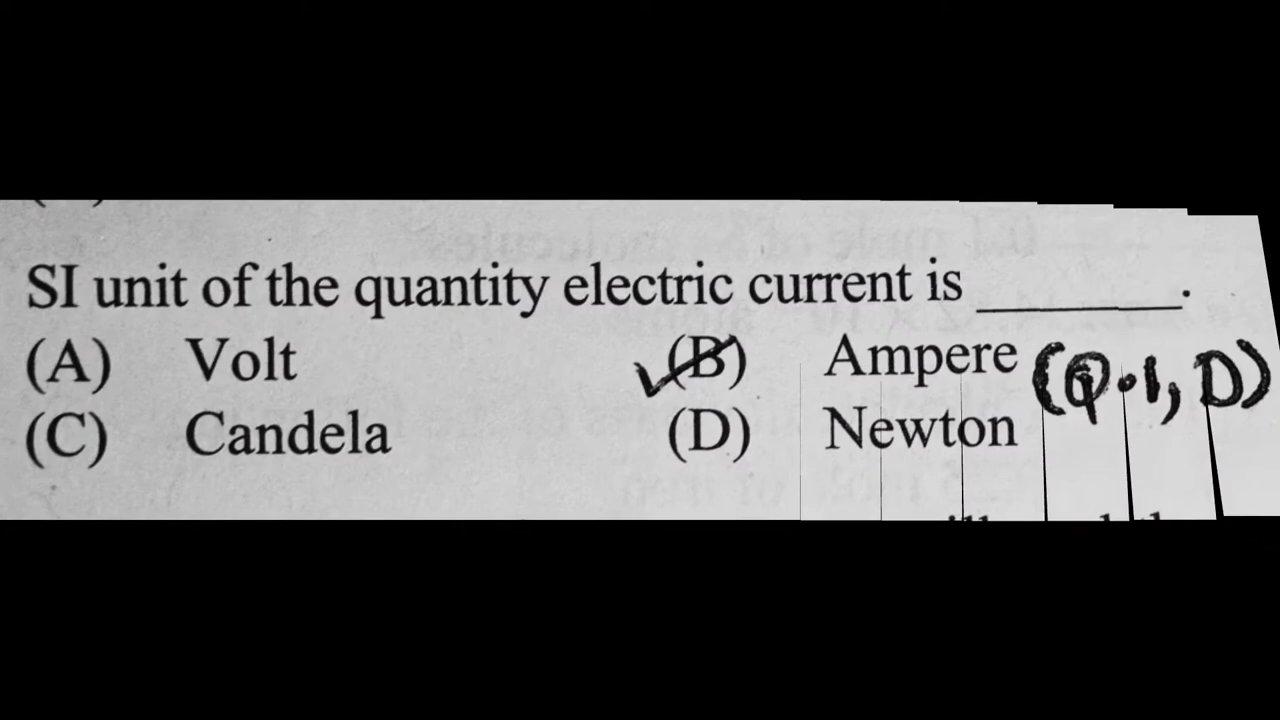 SI unit of the quantity electric current is ________.
(A) Volt (B) Ampere (Q.1, D)
(C) Candela (D) Newton